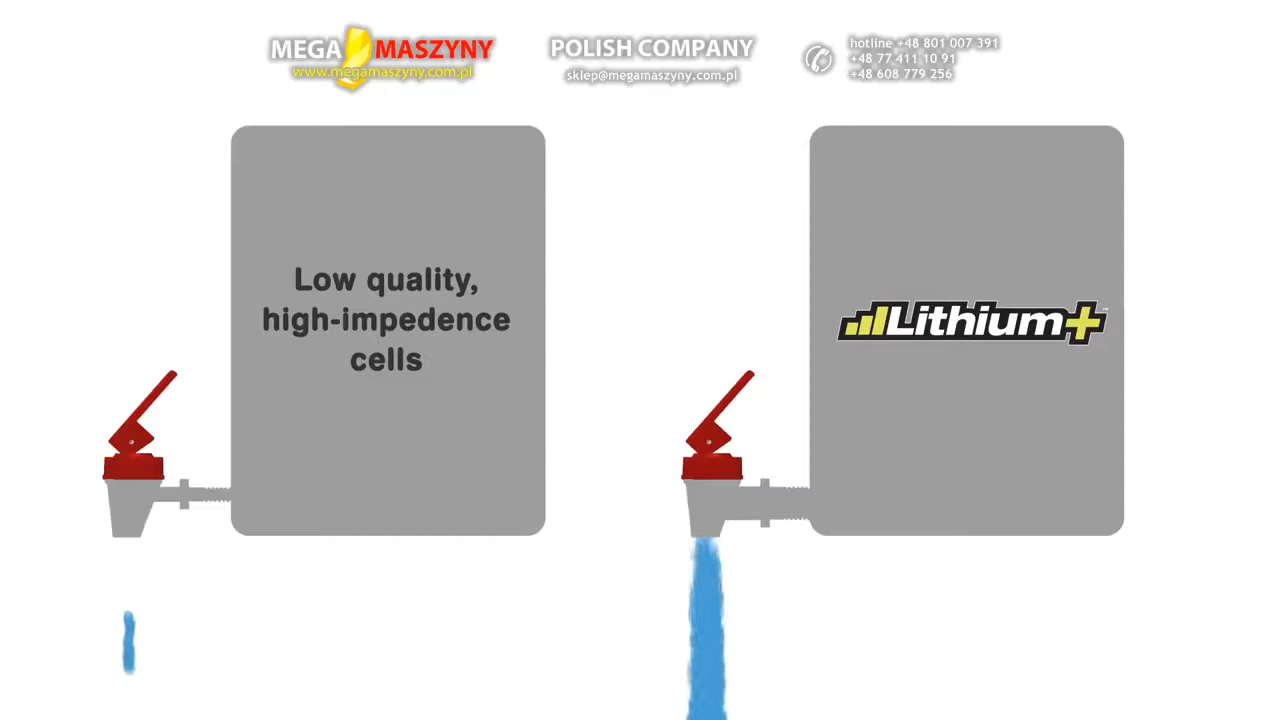 MEGA MASZYNY
www.megamaszyny.com.pl
POLISH COMPANY
sklep@megamaszyny.com.pl
hotline +48 801 007 391
+48 77 411 10 91
+48 608 779 256
Low quality,
high-impedence
cells
Lithium+